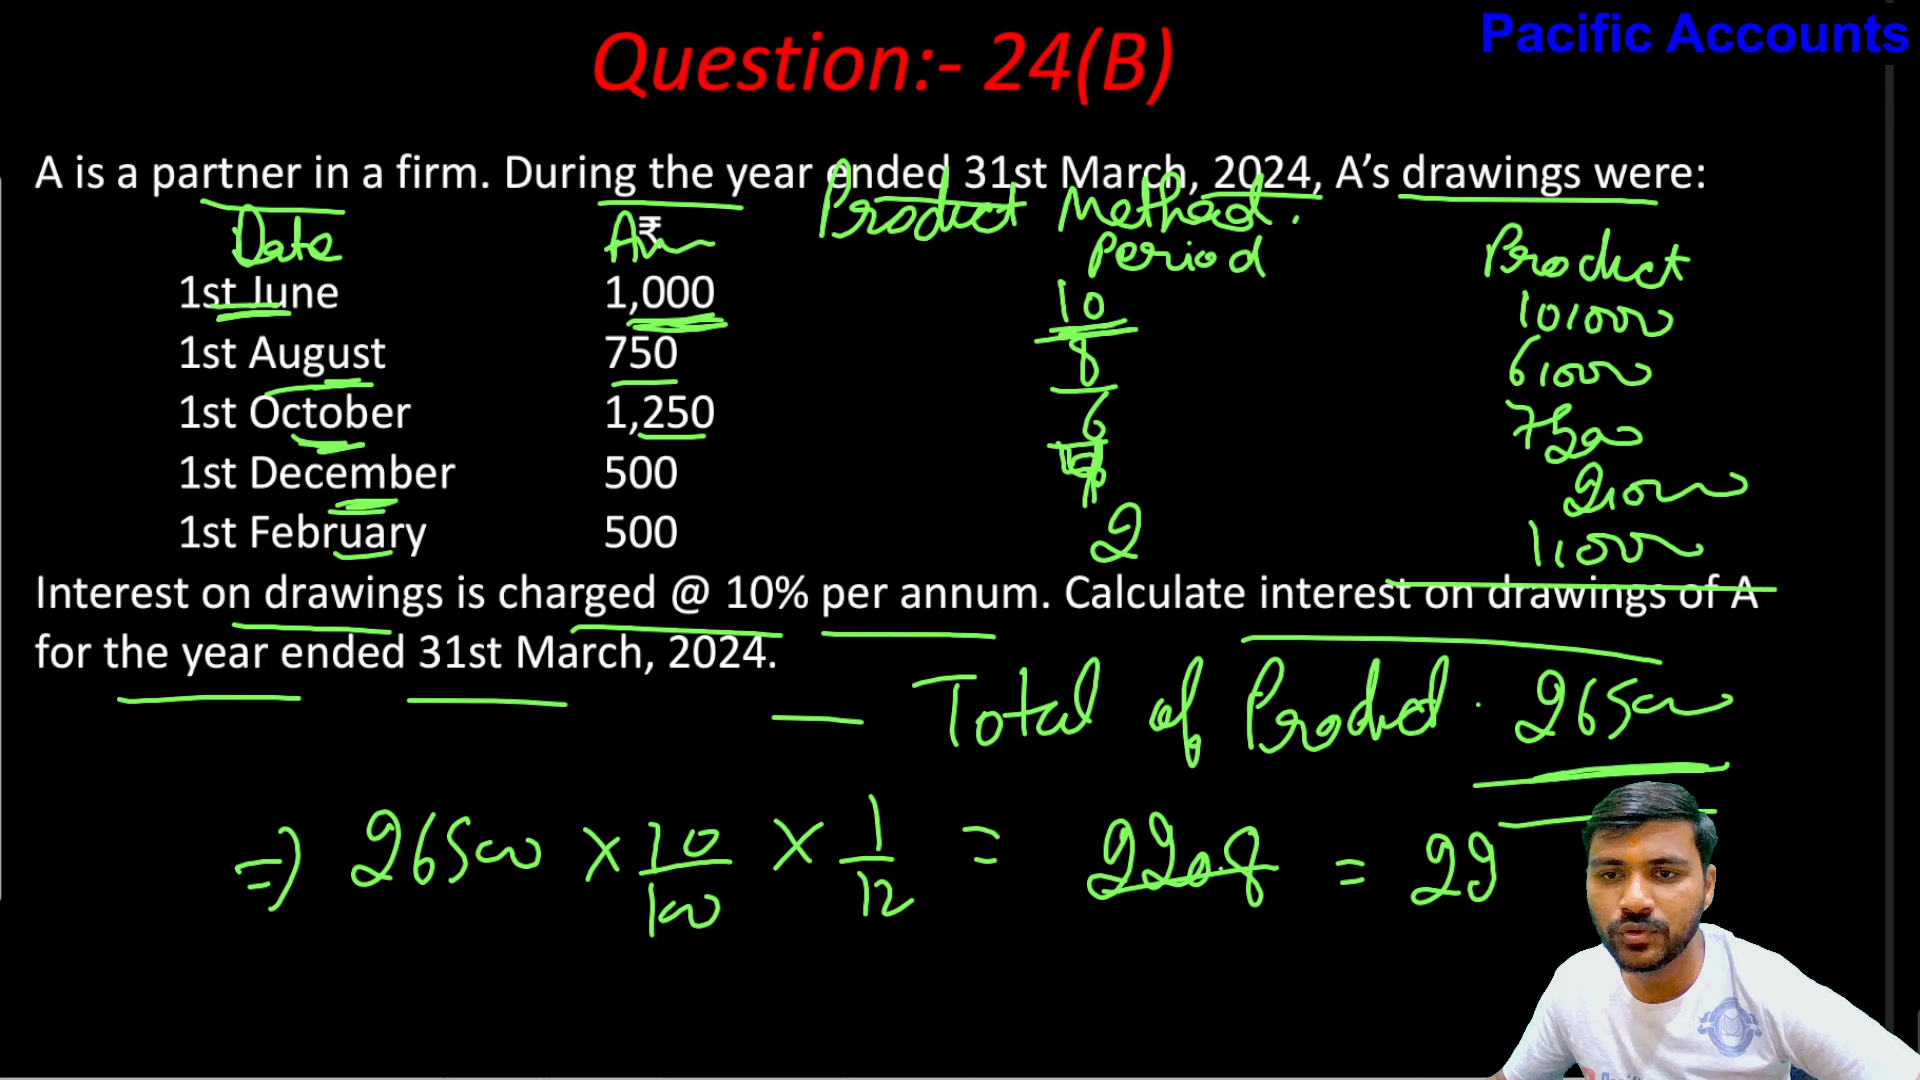 Pacific Accounts
Question:- 24(B)
A is a partner in a firm. During the year ended 31st March, 2024, A's drawings were:
Product Method.
Date ₹ Period Product
1st June 1,000 10 10,000
1st August 750 8 6,000
1st October 1,250 6 7500
1st December 500 4 2,000
1st February 500 2 1,000
Interest on drawings is charged @ 10% per annum. Calculate interest on drawings of A
for the year ended 31st March, 2024.
Total of Product. 26500
⇒ 26500 × 10/100 × 1/12 = 220.8 = 22